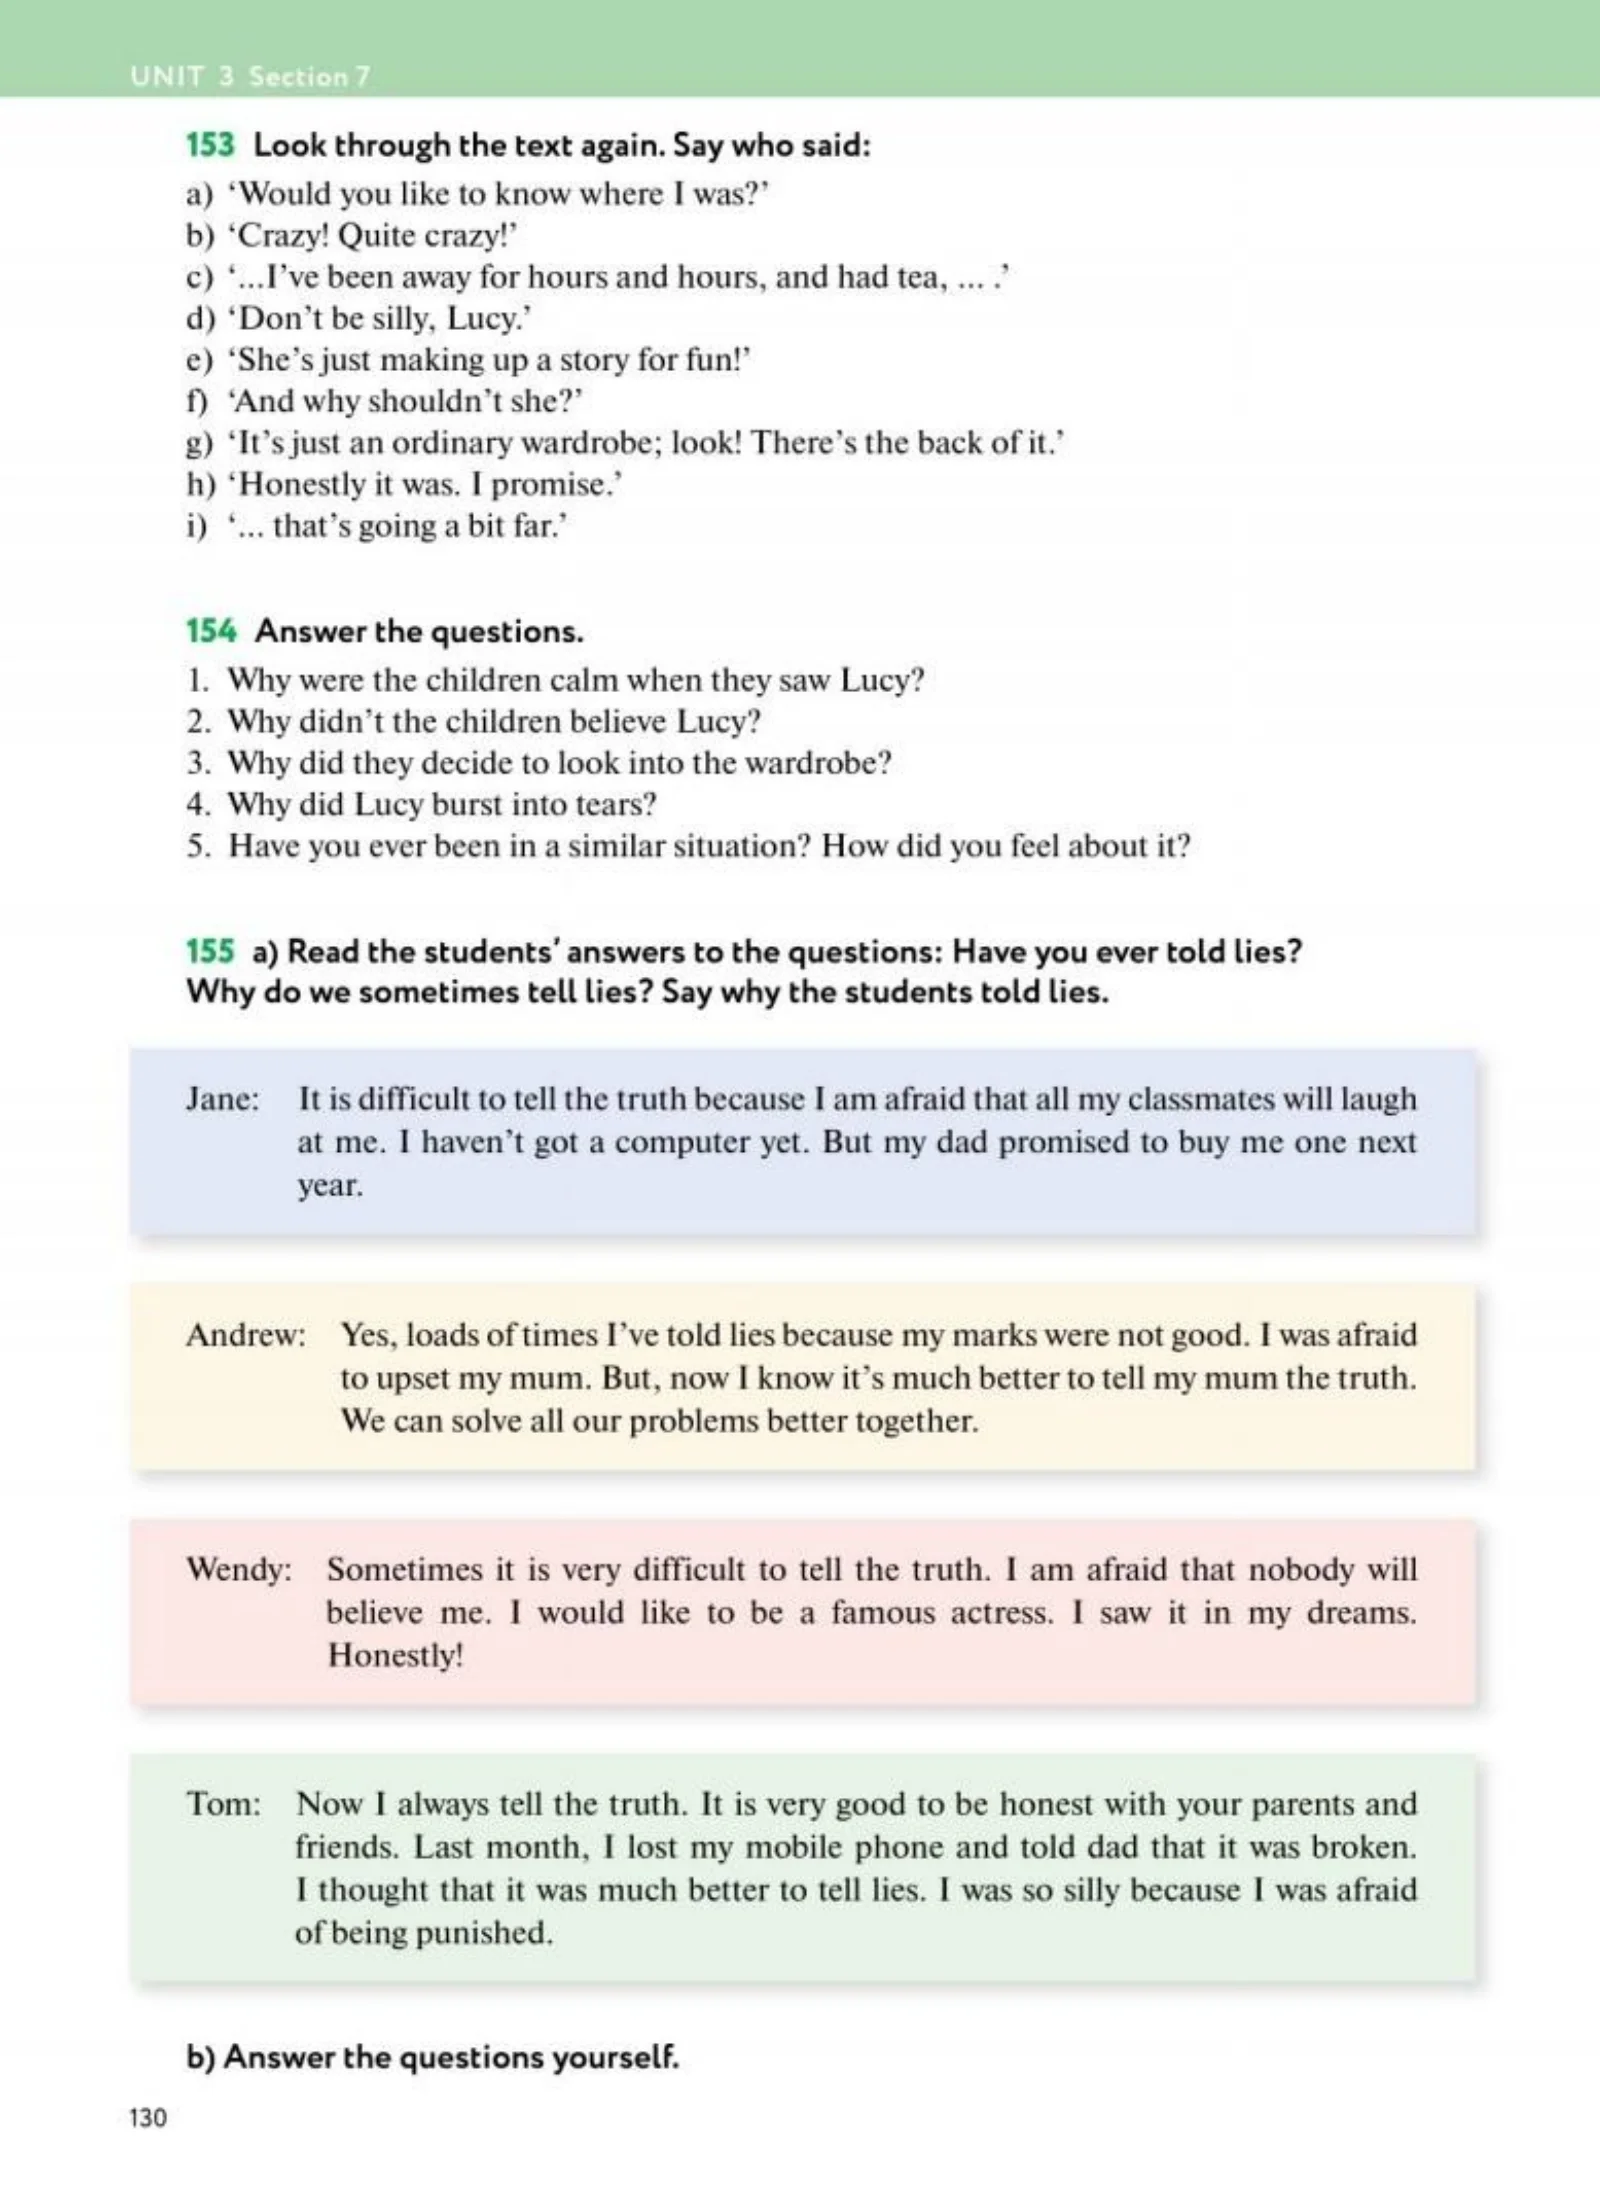 UNIT 3 Section 7
153 Look through the text again. Say who said:
a) ‘Would you like to know where I was?’
b) ‘Crazy! Quite crazy!’
c) ‘...I’ve been away for hours and hours, and had tea, ... .’
d) ‘Don’t be silly, Lucy.’
e) ‘She’s just making up a story for fun!’
f) ‘And why shouldn’t she?’
g) ‘It’s just an ordinary wardrobe; look! There’s the back of it.’
h) ‘Honestly it was. I promise.’
i) ‘... that’s going a bit far.’
154 Answer the questions.
1. Why were the children calm when they saw Lucy?
2. Why didn’t the children believe Lucy?
3. Why did they decide to look into the wardrobe?
4. Why did Lucy burst into tears?
5. Have you ever been in a similar situation? How did you feel about it?
155 a) Read the students’ answers to the questions: Have you ever told lies?
Why do we sometimes tell lies? Say why the students told lies.
Jane: It is difficult to tell the truth because I am afraid that all my classmates will laugh
at me. I haven’t got a computer yet. But my dad promised to buy me one next
year.
Andrew: Yes, loads of times I’ve told lies because my marks were not good. I was afraid
to upset my mum. But, now I know it’s much better to tell my mum the truth.
We can solve all our problems better together.
Wendy: Sometimes it is very difficult to tell the truth. I am afraid that nobody will
believe me. I would like to be a famous actress. I saw it in my dreams.
Honestly!
Tom: Now I always tell the truth. It is very good to be honest with your parents and
friends. Last month, I lost my mobile phone and told dad that it was broken.
I thought that it was much better to tell lies. I was so silly because I was afraid
of being punished.
b) Answer the questions yourself.
130